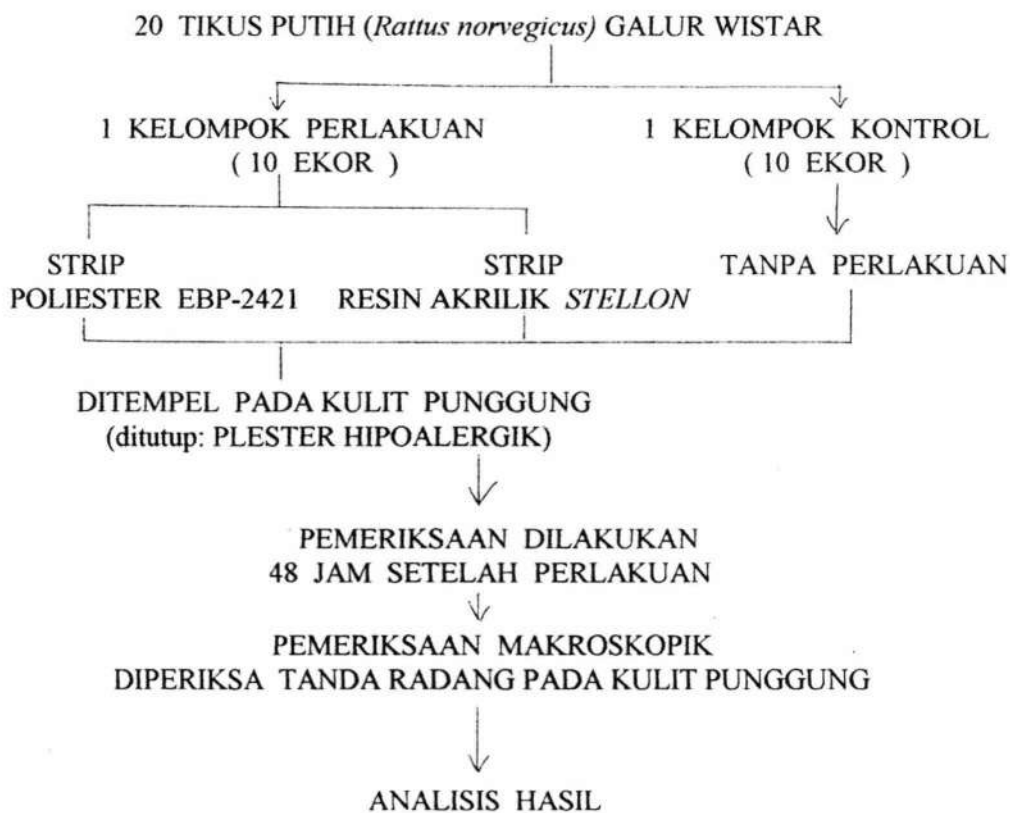 20 TIKUS PUTIH (Rattus norvegicus) GALUR WISTAR
1 KELOMPOK PERLAKUAN
( 10 EKOR )
1 KELOMPOK KONTROL
( 10 EKOR )
STRIP
POLIESTER EBP-2421
STRIP
RESIN AKRILIK STELLON
TANPA PERLAKUAN
DITEMPEL PADA KULIT PUNGGUNG
(ditutup: PLESTER HIPOALERGIK)
PEMERIKSAAN DILAKUKAN
48 JAM SETELAH PERLAKUAN
PEMERIKSAAN MAKROSKOPIK
DIPERIKSA TANDA RADANG PADA KULIT PUNGGUNG
ANALISIS HASIL